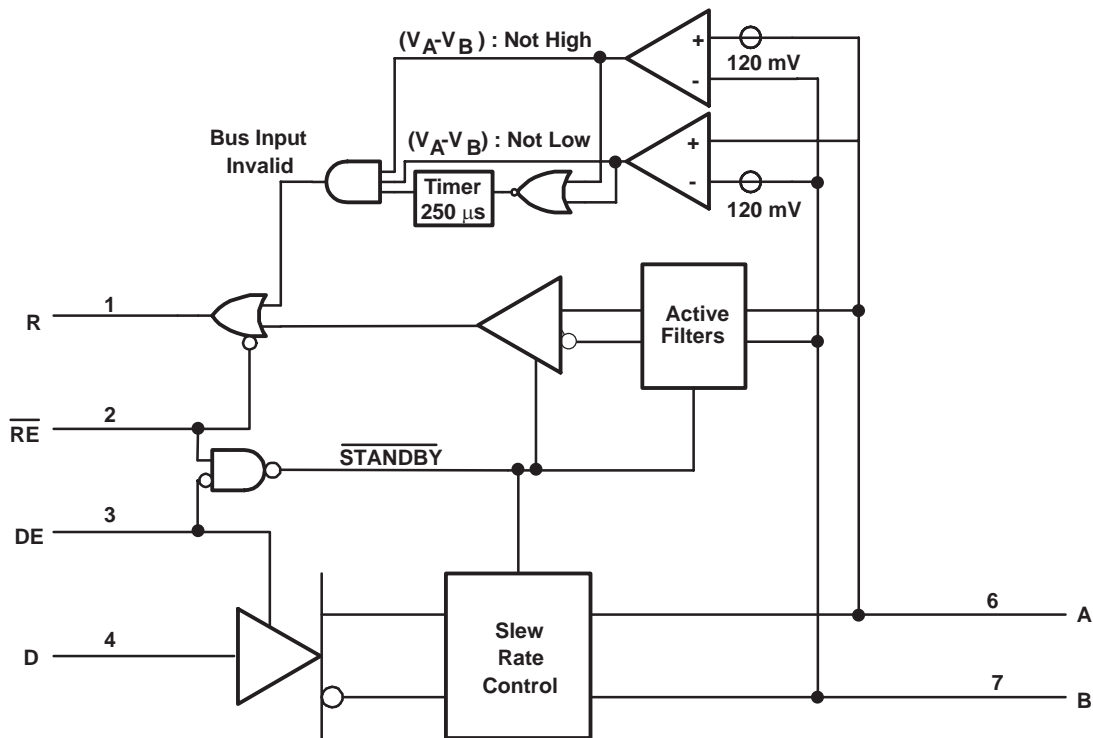 (VA-VB) : Not High
+
120 mV
-
Bus Input
Invalid
(VA-VB) : Not Low
+
-
120 mV
Timer
250 μs
R
1
Active
Filters
RE
2
STANDBY
DE
3
D
4
Slew
Rate
Control
6
A
7
B